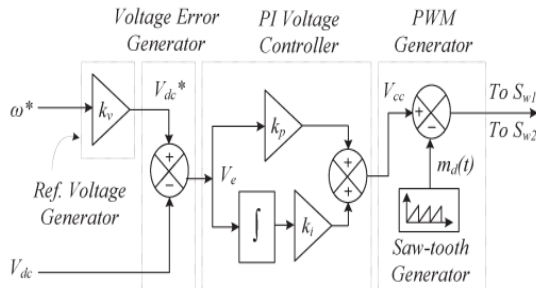 Voltage Error
Generator
PI Voltage
Controller
PWM
Generator
ω*
k_v
V_dc*
+
−
Ref. Voltage
Generator
V_dc
V_e
k_p
∫
k_i
+
+
V_cc
+
−
To S_w1
To S_w2
m_d(t)
Saw-tooth
Generator